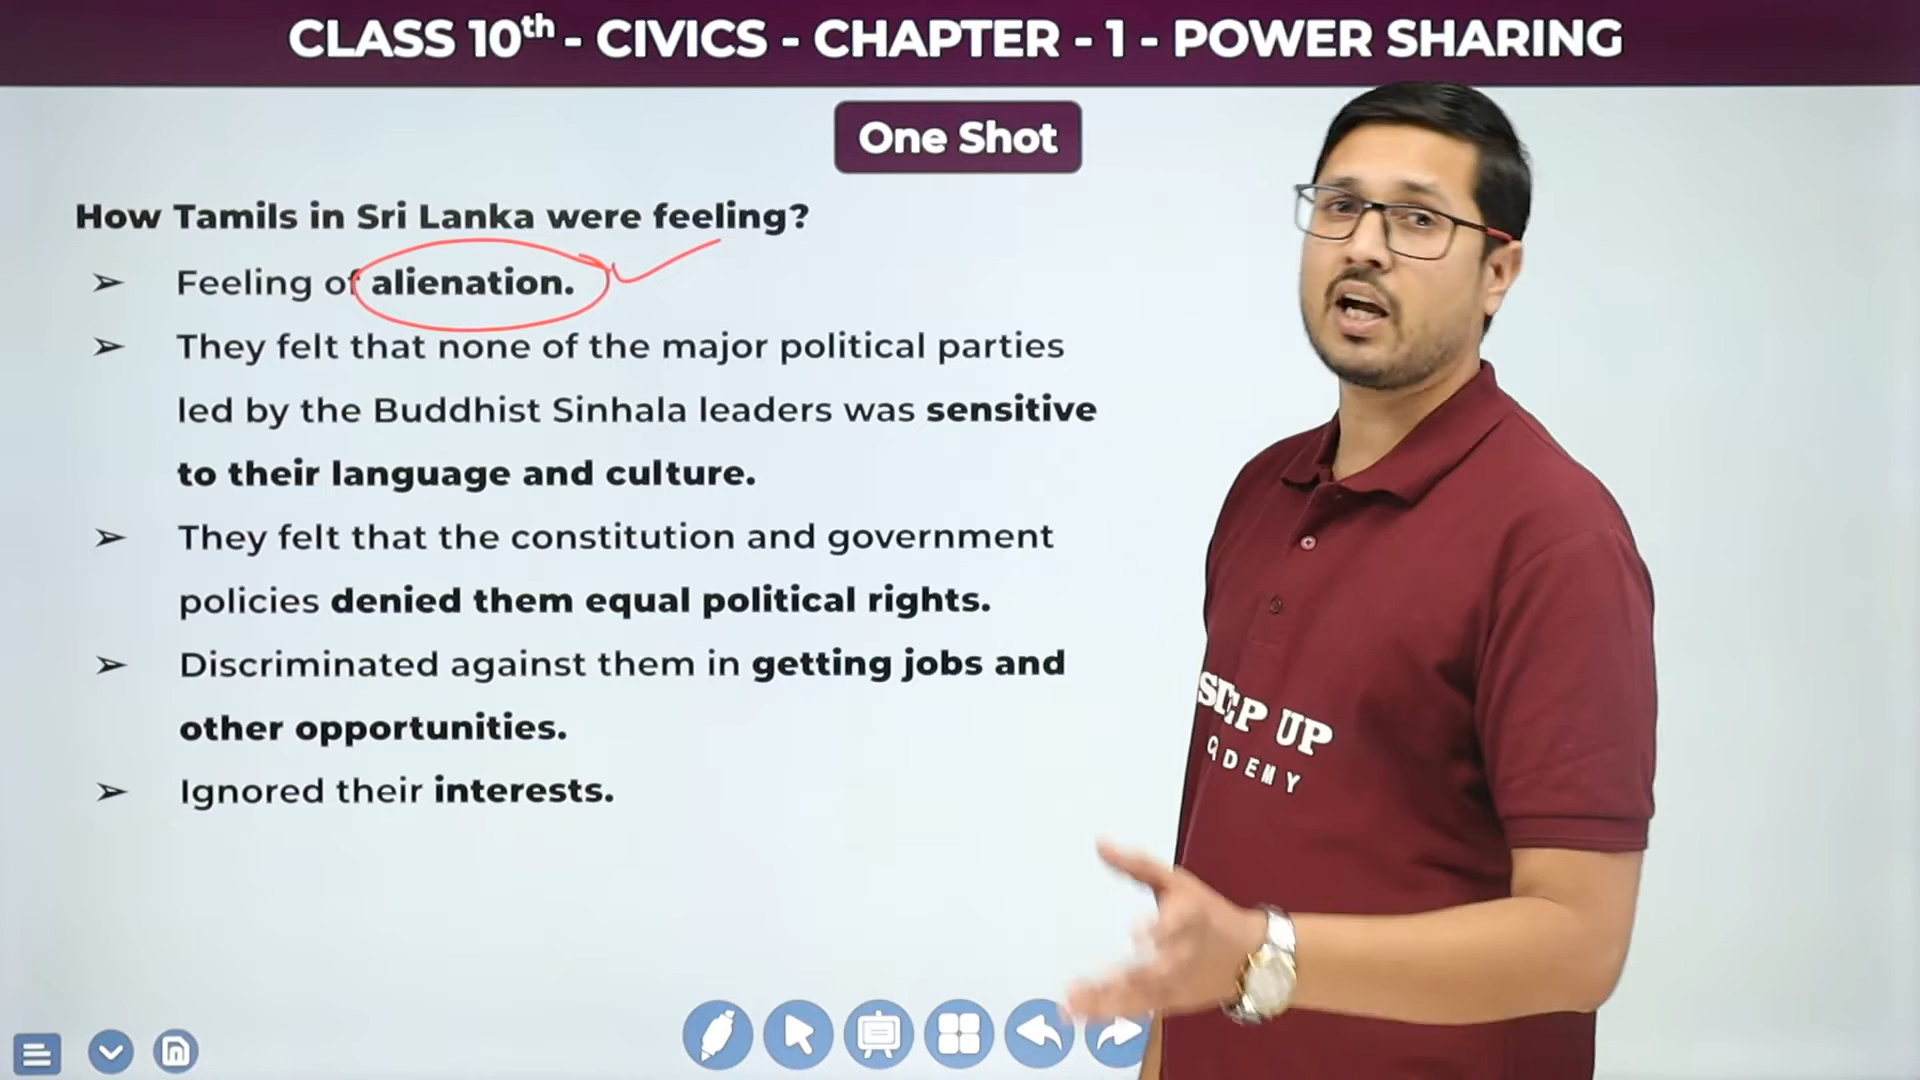 CLASS 10th - CIVICS - CHAPTER - 1 - POWER SHARING
One Shot
How Tamils in Sri Lanka were feeling?
➢ Feeling of alienation.
➢ They felt that none of the major political parties
led by the Buddhist Sinhala leaders was sensitive
to their language and culture.
➢ They felt that the constitution and government
policies denied them equal political rights.
➢ Discriminated against them in getting jobs and
other opportunities.
➢ Ignored their interests.
UP